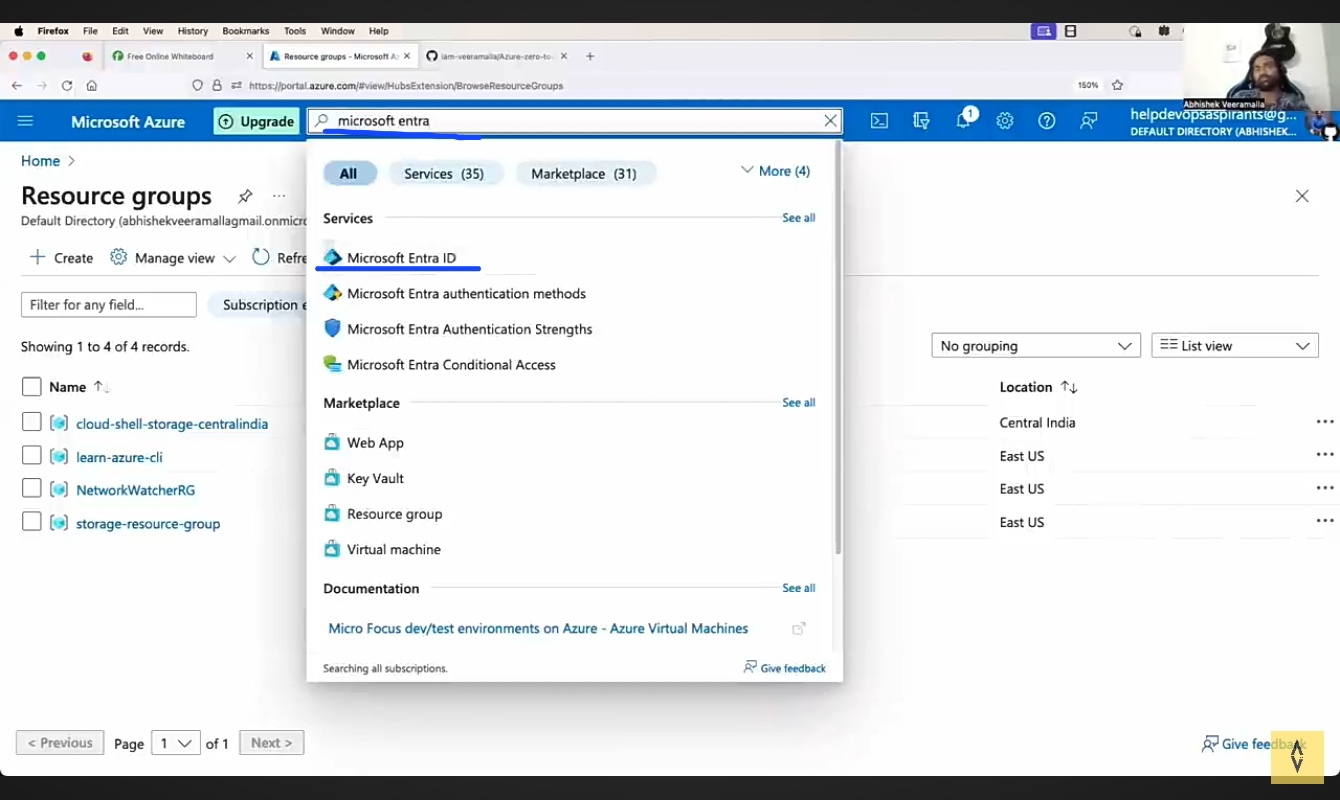 Firefox File Edit View History Bookmarks Tools Window Help
Free Online Whiteboard
Resource groups - Microsoft Az
iam-veeramalla/Azure-zero-to-
https://portal.azure.com/#view/HubsExtension/BrowseResourceGroups
150%
Abhishek Veeramalla
Microsoft Azure
Upgrade
microsoft entra
1
helpdevopsaspirants@g...
DEFAULT DIRECTORY (ABHISHEK...
Home
All
Services (35)
Marketplace (31)
More (4)
Resource groups
...
Default Directory (abhishekveeramallagmail.onmicro
Services
See all
Create
Manage view
Refre
Microsoft Entra ID
Microsoft Entra authentication methods
Filter for any field...
Subscription e
Microsoft Entra Authentication Strengths
Showing 1 to 4 of 4 records.
No grouping
List view
Microsoft Entra Conditional Access
Name
Location
Marketplace
See all
cloud-shell-storage-centralindia
Central India
...
Web App
learn-azure-cli
East US
...
Key Vault
NetworkWatcherRG
East US
...
Resource group
storage-resource-group
East US
...
Virtual machine
Documentation
See all
Micro Focus dev/test environments on Azure - Azure Virtual Machines
Searching all subscriptions.
Give feedback
< Previous
Page
1
of 1
Next >
Give feedback